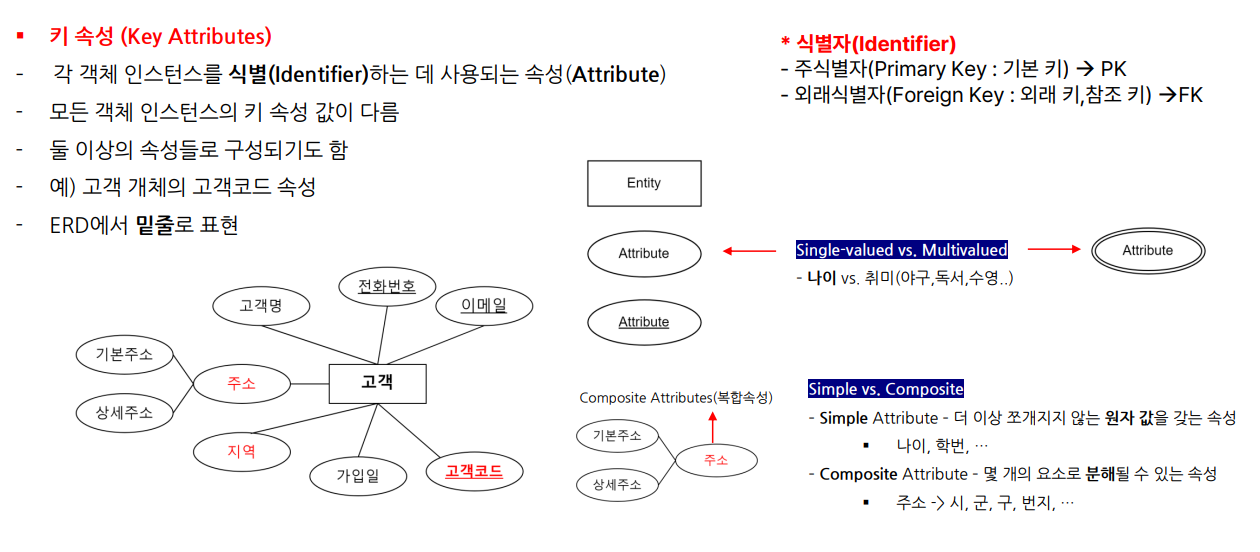 ▪ 키 속성 (Key Attributes)
- 각 객체 인스턴스를 식별(Identifier)하는 데 사용되는 속성(Attribute)
- 모든 객체 인스턴스의 키 속성 값이 다름
- 둘 이상의 속성들로 구성되기도 함
- 예) 고객 개체의 고객코드 속성
- ERD에서 밑줄로 표현
* 식별자(Identifier)
- 주식별자(Primary Key : 기본 키) → PK
- 외래식별자(Foreign Key : 외래 키,참조 키) →FK
전화번호
고객명
이메일
기본주소
주소
고객
상세주소
지역
가입일
고객코드
Entity
Attribute
Single-valued vs. Multivalued
Attribute
- 나이 vs. 취미(야구,독서,수영..)
Attribute
Composite Attributes(복합속성)
기본주소
주소
상세주소
Simple vs. Composite
- Simple Attribute – 더 이상 쪼개지지 않는 원자 값을 갖는 속성
▪ 나이, 학번, …
- Composite Attribute – 몇 개의 요소로 분해될 수 있는 속성
▪ 주소 -> 시, 군, 구, 번지, …